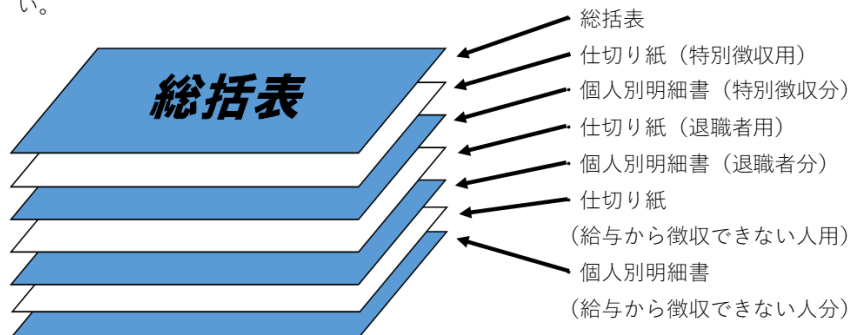 い。
総括表
総括表
仕切り紙（特別徴収用）
個人別明細書（特別徴収分）
仕切り紙（退職者用）
個人別明細書（退職者分）
仕切り紙
（給与から徴収できない人用）
個人別明細書
（給与から徴収できない人分）